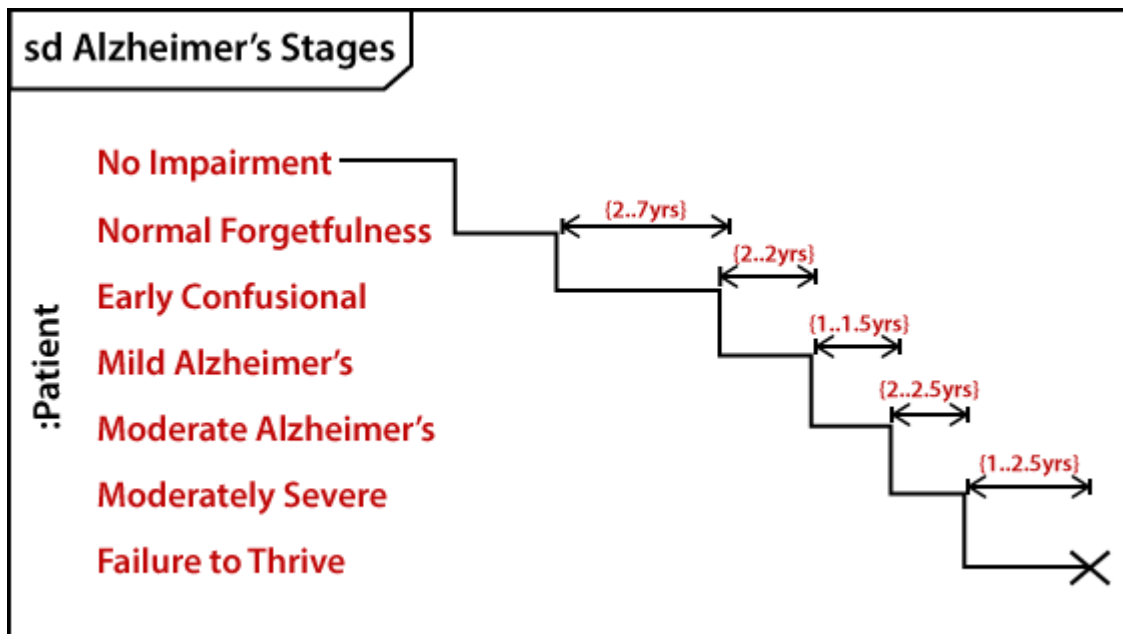 sd Alzheimer's Stages
:Patient
No Impairment
Normal Forgetfulness
{2..7yrs}
Early Confusional
{2..2yrs}
Mild Alzheimer's
{1..1.5yrs}
Moderate Alzheimer's
{2..2.5yrs}
Moderately Severe
{1..2.5yrs}
Failure to Thrive